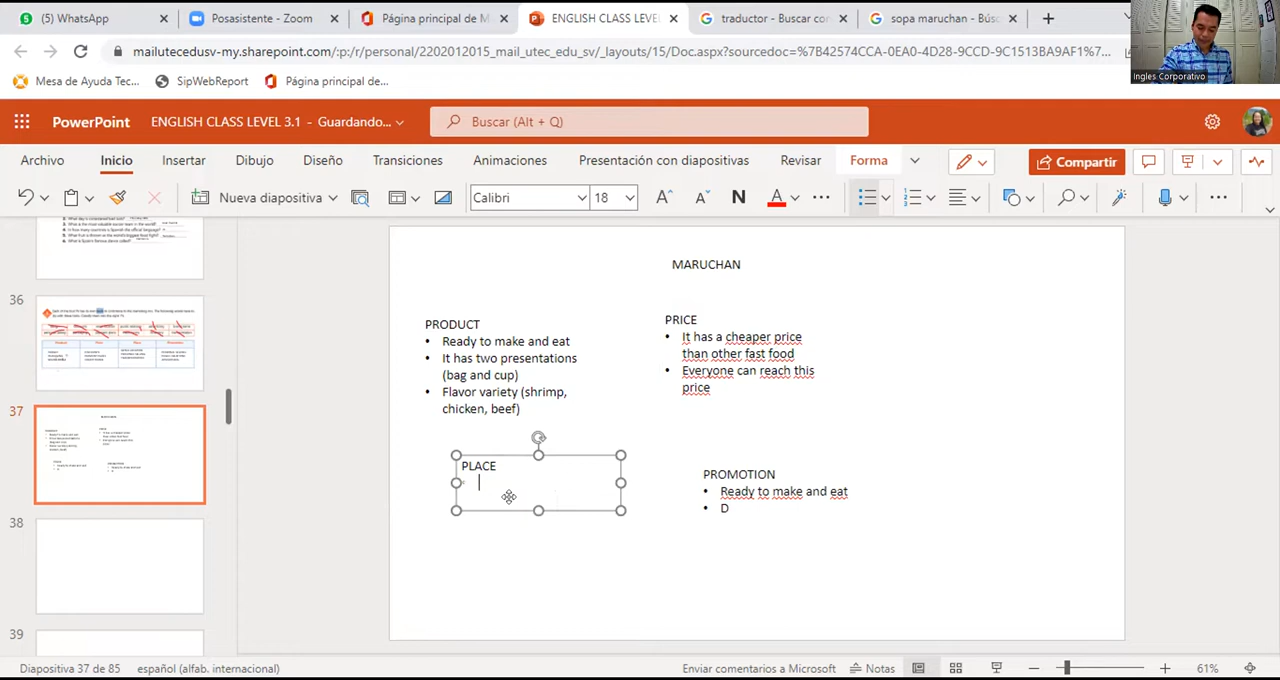 (5) WhatsApp
Posasistente - Zoom
Página principal de M
ENGLISH CLASS LEVEL
traductor - Buscar con
sopa maruchan - Bús
mailutecedusv-my.sharepoint.com/:p:/r/personal/2202012015_mail_utec_edu_sv/_layouts/15/Doc.aspx?sourcedoc=%7B42574CCA-0EA0-4D28-9CCD-9C1513BA9AF1%7...
Ingles Corporativo
Mesa de Ayuda Tec...
SipWebReport
Página principal de...
PowerPoint
ENGLISH CLASS LEVEL 3.1 - Guardando...
Buscar (Alt + Q)
Archivo
Inicio
Insertar
Dibujo
Diseño
Transiciones
Animaciones
Presentación con diapositivas
Revisar
Forma
Compartir
Nueva diapositiva
Calibri
18
N
36
37
38
39
MARUCHAN
PRODUCT
• Ready to make and eat
• It has two presentations
(bag and cup)
• Flavor variety (shrimp,
chicken, beef)
PRICE
• It has a cheaper price
than other fast food
• Everyone can reach this
price
PLACE
PROMOTION
• Ready to make and eat
• D
Diapositiva 37 de 85
español (alfab. internacional)
Enviar comentarios a Microsoft
Notas
61%